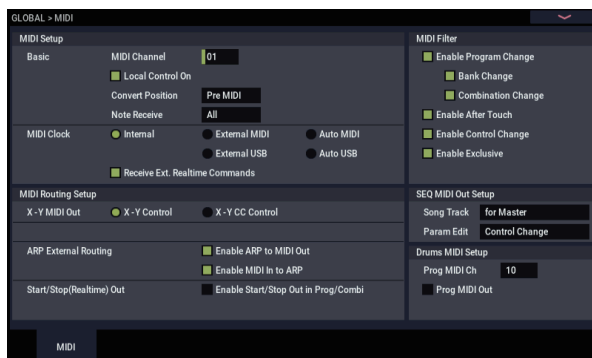 GLOBAL > MIDI
MIDI Setup
Basic MIDI Channel 01
Local Control On
Convert Position Pre MIDI
Note Receive All
MIDI Clock Internal External MIDI Auto MIDI
External USB Auto USB
Receive Ext. Realtime Commands
MIDI Routing Setup
X-Y MIDI Out X-Y Control X-Y CC Control
ARP External Routing Enable ARP to MIDI Out
Enable MIDI In to ARP
Start/Stop(Realtime) Out Enable Start/Stop Out in Prog/Combi
MIDI Filter
Enable Program Change
Bank Change
Combination Change
Enable After Touch
Enable Control Change
Enable Exclusive
SEQ MIDI Out Setup
Song Track for Master
Param Edit Control Change
Drums MIDI Setup
Prog MIDI Ch 10
Prog MIDI Out
MIDI